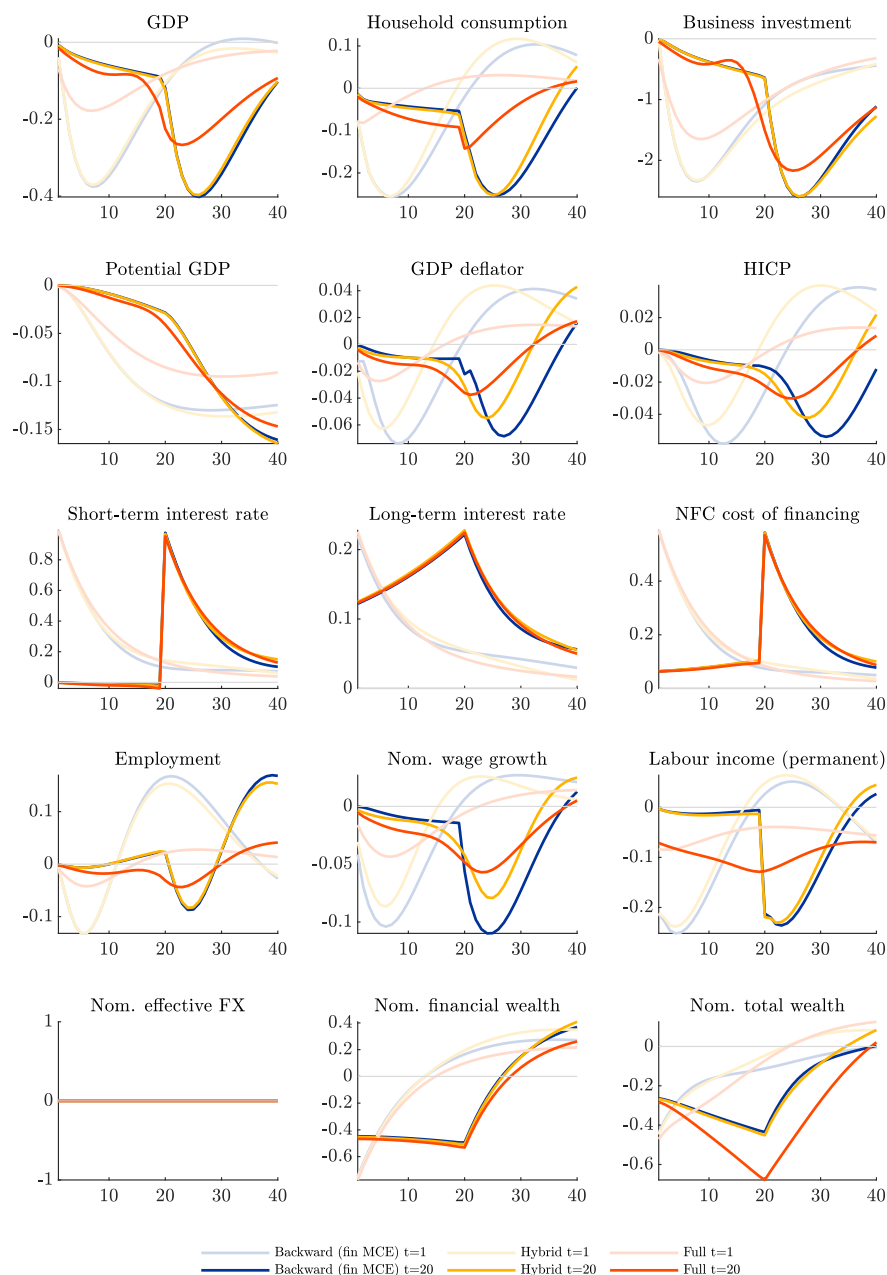 GDP
Household consumption
Business investment
0
-0.2
-0.4
10 20 30 40
0.1
0
-0.1
-0.2
10 20 30 40
0
-1
-2
10 20 30 40
Potential GDP
GDP deflator
HICP
0
-0.05
-0.1
-0.15
10 20 30 40
0.04
0.02
0
-0.02
-0.04
-0.06
10 20 30 40
0.02
0
-0.02
-0.04
10 20 30 40
Short-term interest rate
Long-term interest rate
NFC cost of financing
0.8
0.6
0.4
0.2
0
10 20 30 40
0.2
0.1
0
10 20 30 40
0.4
0.2
0
10 20 30 40
Employment
Nom. wage growth
Labour income (permanent)
0.1
0
-0.1
10 20 30 40
0
-0.05
-0.1
10 20 30 40
0
-0.1
-0.2
10 20 30 40
Nom. effective FX
Nom. financial wealth
Nom. total wealth
1
0
-1
10 20 30 40
0.4
0.2
0
-0.2
-0.4
-0.6
10 20 30 40
0
-0.2
-0.4
-0.6
10 20 30 40
Backward (fin MCE) t=1 Hybrid t=1 Full t=1
Backward (fin MCE) t=20 Hybrid t=20 Full t=20